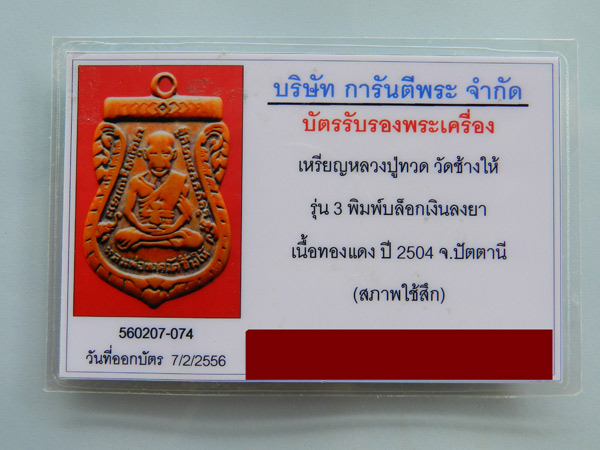 บริษัท การันตีพระ จำกัด
บัตรรับรองพระเครื่อง
เหรียญหลวงปู่ทวด วัดช้างให้
รุ่น 3 พิมพ์บล็อกเงินลงยา
เนื้อทองแดง ปี 2504 จ.ปัตตานี
(สภาพใช้สึก)
560207-074
วันที่ออกบัตร 7/2/2556